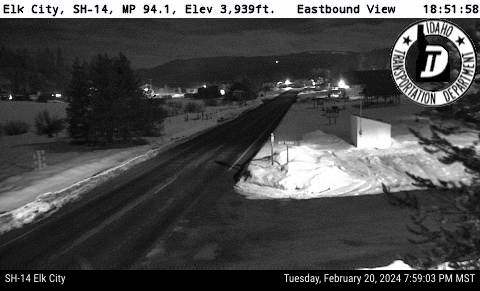 Elk City, SH-14, MP 94.1, Elev 3,939ft. Eastbound View 18:51:58
IDAHO
TRANSPORTATION DEPARTMENT
SH-14 Elk City Tuesday, February 20, 2024 7:59:03 PM MST